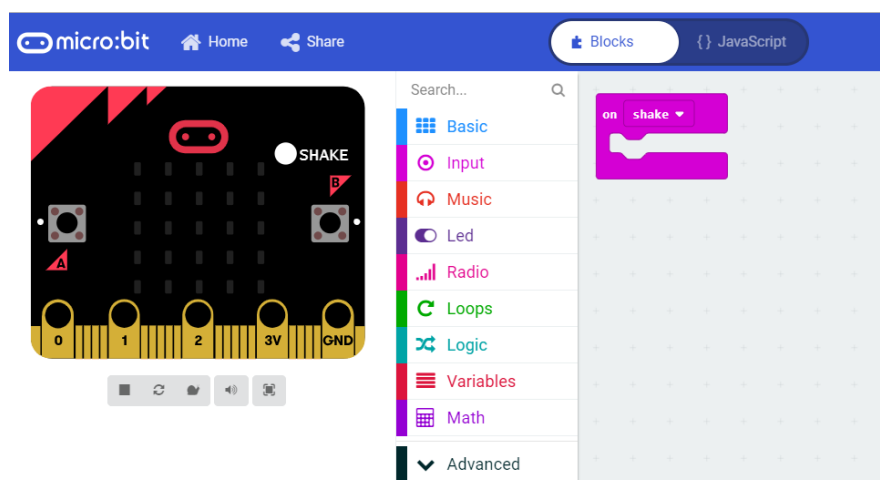 micro:bit
Home
Share
Blocks
{ } JavaScript
SHAKE
B
A
0 1 2 3V GND
Search...
Basic
Input
Music
Led
Radio
Loops
Logic
Variables
Math
Advanced
on shake